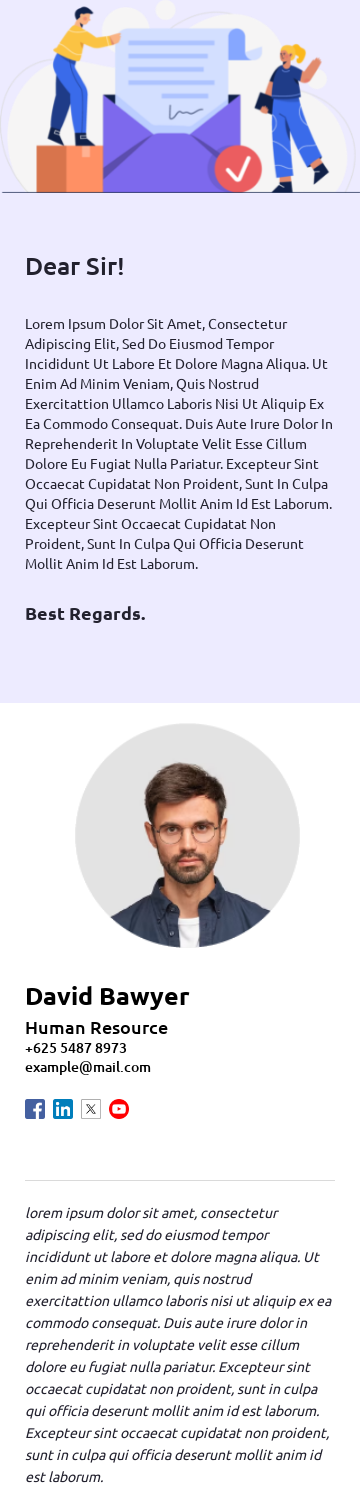 Dear Sir!
Lorem Ipsum Dolor Sit Amet, Consectetur
Adipiscing Elit, Sed Do Eiusmod Tempor
Incididunt Ut Labore Et Dolore Magna Aliqua. Ut
Enim Ad Minim Veniam, Quis Nostrud
Exercitattion Ullamco Laboris Nisi Ut Aliquip Ex
Ea Commodo Consequat. Duis Aute Irure Dolor In
Reprehenderit In Voluptate Velit Esse Cillum
Dolore Eu Fugiat Nulla Pariatur. Excepteur Sint
Occaecat Cupidatat Non Proident, Sunt In Culpa
Qui Officia Deserunt Mollit Anim Id Est Laborum.
Excepteur Sint Occaecat Cupidatat Non
Proident, Sunt In Culpa Qui Officia Deserunt
Mollit Anim Id Est Laborum.
Best Regards.
David Bawyer
Human Resource
+625 5487 8973
example@mail.com
lorem ipsum dolor sit amet, consectetur
adipiscing elit, sed do eiusmod tempor
incididunt ut labore et dolore magna aliqua. Ut
enim ad minim veniam, quis nostrud
exercitattion ullamco laboris nisi ut aliquip ex ea
commodo consequat. Duis aute irure dolor in
reprehenderit in voluptate velit esse cillum
dolore eu fugiat nulla pariatur. Excepteur sint
occaecat cupidatat non proident, sunt in culpa
qui officia deserunt mollit anim id est laborum.
Excepteur sint occaecat cupidatat non proident,
sunt in culpa qui officia deserunt mollit anim id
est laborum.